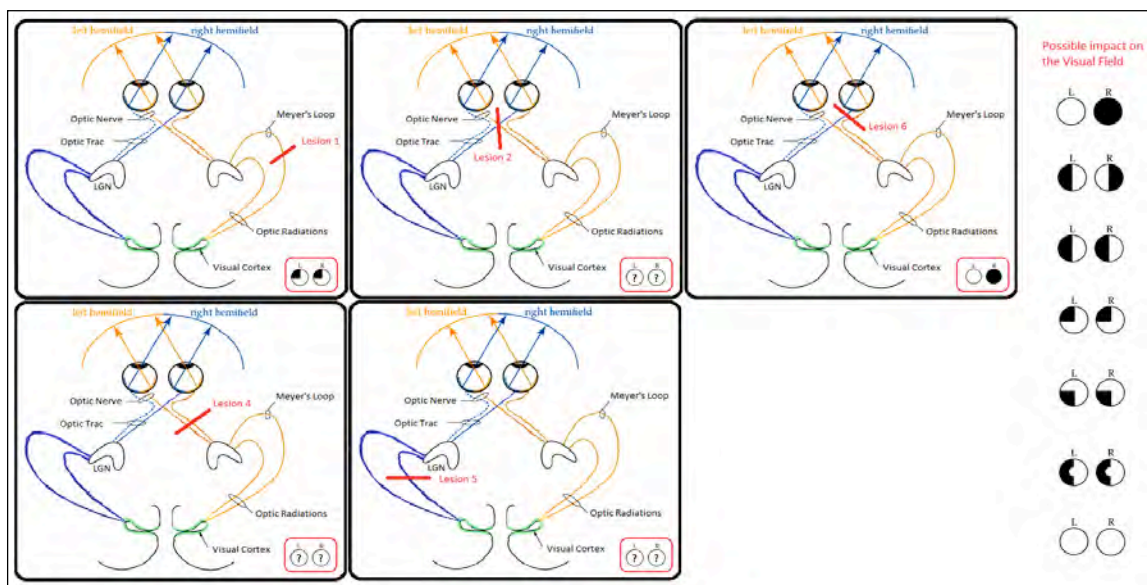 left hemifield right hemifield
Optic Nerve
Optic Trac
Meyer's Loop
Lesion 1
LGN
Optic Radiations
Visual Cortex
L R
left hemifield right hemifield
Optic Nerve
Optic Trac
Meyer's Loop
Lesion 2
LGN
Optic Radiations
Visual Cortex
L R
? ?
left hemifield right hemifield
Optic Nerve
Optic Trac
Meyer's Loop
Lesion 6
LGN
Optic Radiations
Visual Cortex
L R
left hemifield right hemifield
Optic Nerve
Optic Trac
Meyer's Loop
Lesion 4
LGN
Optic Radiations
Visual Cortex
L R
? ?
left hemifield right hemifield
Optic Nerve
Optic Trac
Meyer's Loop
Lesion 5
LGN
Optic Radiations
Visual Cortex
L R
? ?
Possible impact on
the Visual Field
L R
L R
L R
L R
L R
L R
L R